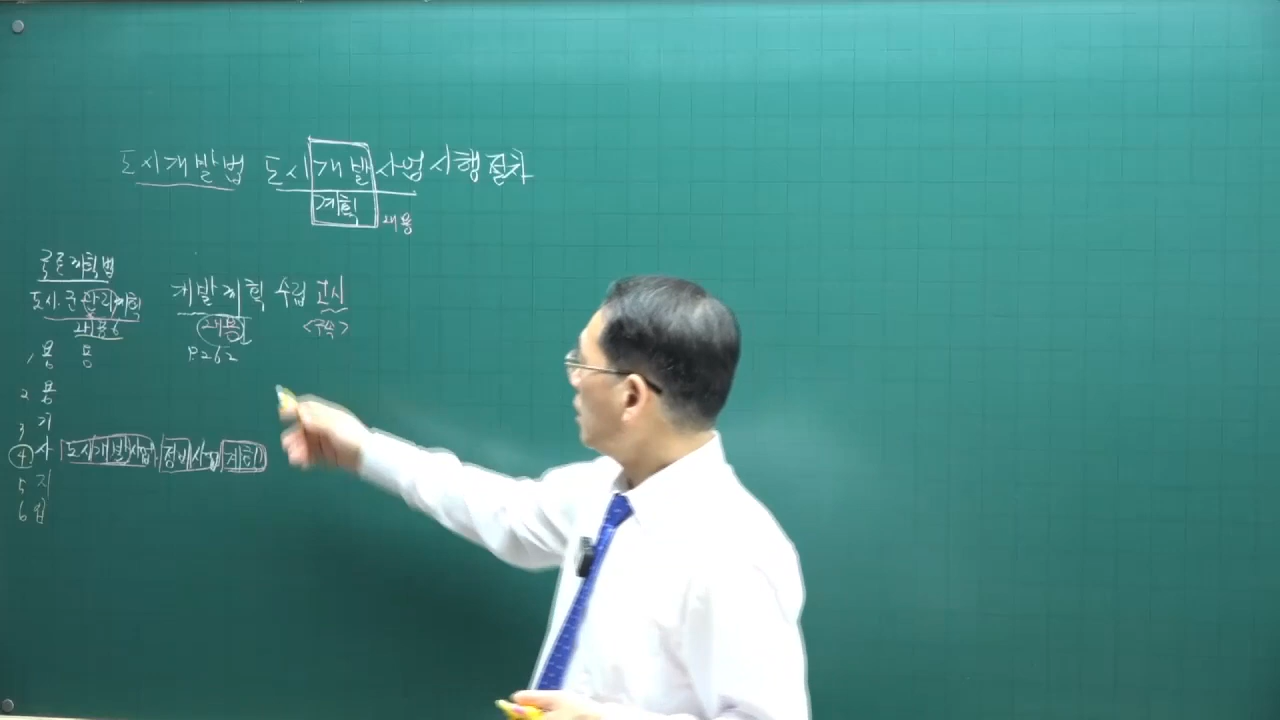 도시개발법 도시개발사업시행절차
계획 내용
국토계획법
도시.군관리계획
내용6
개발계획 수립 고시
내용
<구속>
P.262
1 용 용
2 용
3 기
④ 사 도시개발사업, 정비사업 계획
5 지
6 입